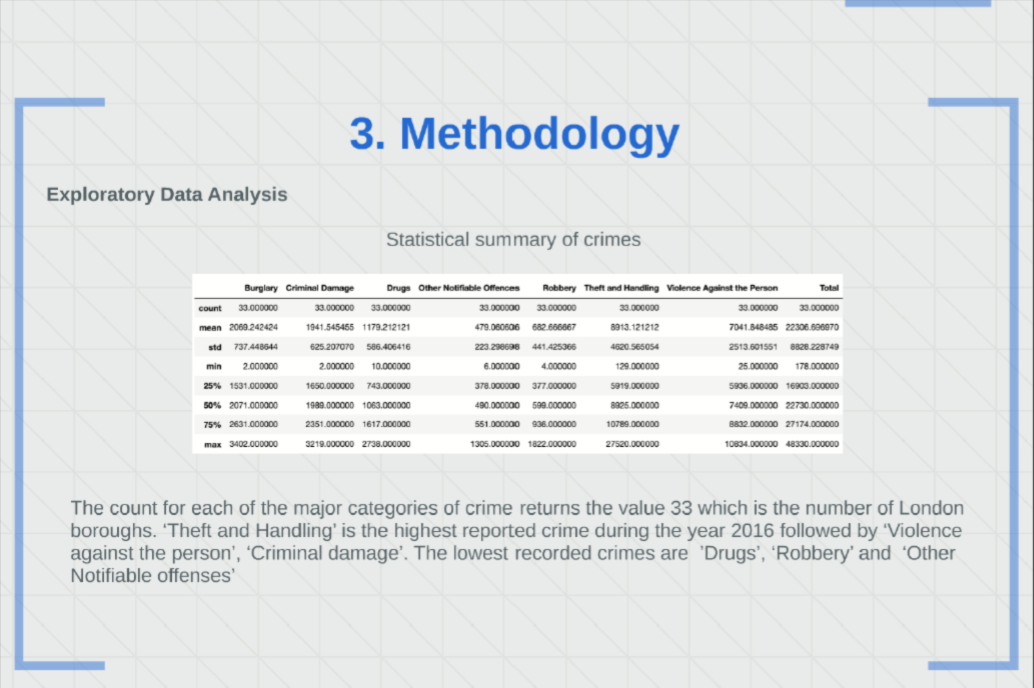 3. Methodology
Exploratory Data Analysis
Statistical summary of crimes
Burglary Criminal Damage Drugs Other Notifiable Offences Robbery Theft and Handling Violence Against the Person Total
count 33.000000 33.000000 33.000000 33.000000 33.000000 33.000000 33.000000 33.000000
mean 2069.242424 1941.545455 1179.212121 479.060606 682.666667 8913.121212 7041.848485 22306.696970
std 737.448644 625.207070 586.406416 223.298698 441.425366 4620.565054 2513.601551 8828.228749
min 2.000000 2.000000 10.000000 6.000000 4.000000 129.000000 25.000000 178.000000
25% 1531.000000 1650.000000 743.000000 378.000000 377.000000 5919.000000 5936.000000 16903.000000
50% 2071.000000 1989.000000 1063.000000 490.000000 599.000000 8925.000000 7409.000000 22730.000000
75% 2631.000000 2351.000000 1617.000000 551.000000 936.000000 10789.000000 8832.000000 27174.000000
max 3402.000000 3219.000000 2738.000000 1305.000000 1822.000000 27520.000000 10834.000000 48330.000000
The count for each of the major categories of crime returns the value 33 which is the number of London
boroughs. ‘Theft and Handling’ is the highest reported crime during the year 2016 followed by ‘Violence
against the person’, ‘Criminal damage’. The lowest recorded crimes are ’Drugs’, ‘Robbery’ and ‘Other
Notifiable offenses’